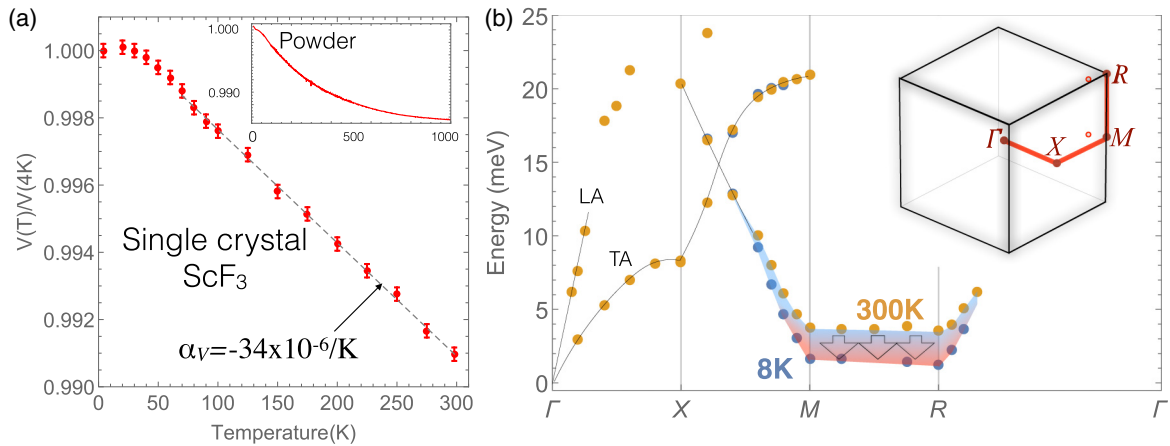 (a)
V(T)/V(4K)
1.000
0.998
0.996
0.994
0.992
0.990
0
50
100
150
200
250
300
Temperature(K)
Single crystal
ScF₃
αV=-34x10⁻⁶/K
Powder
1.000
0.990
0
500
1000
(b)
Energy (meV)
25
20
15
10
5
0
LA
TA
300K
8K
Γ
X
M
R
Γ
Γ
X
M
R